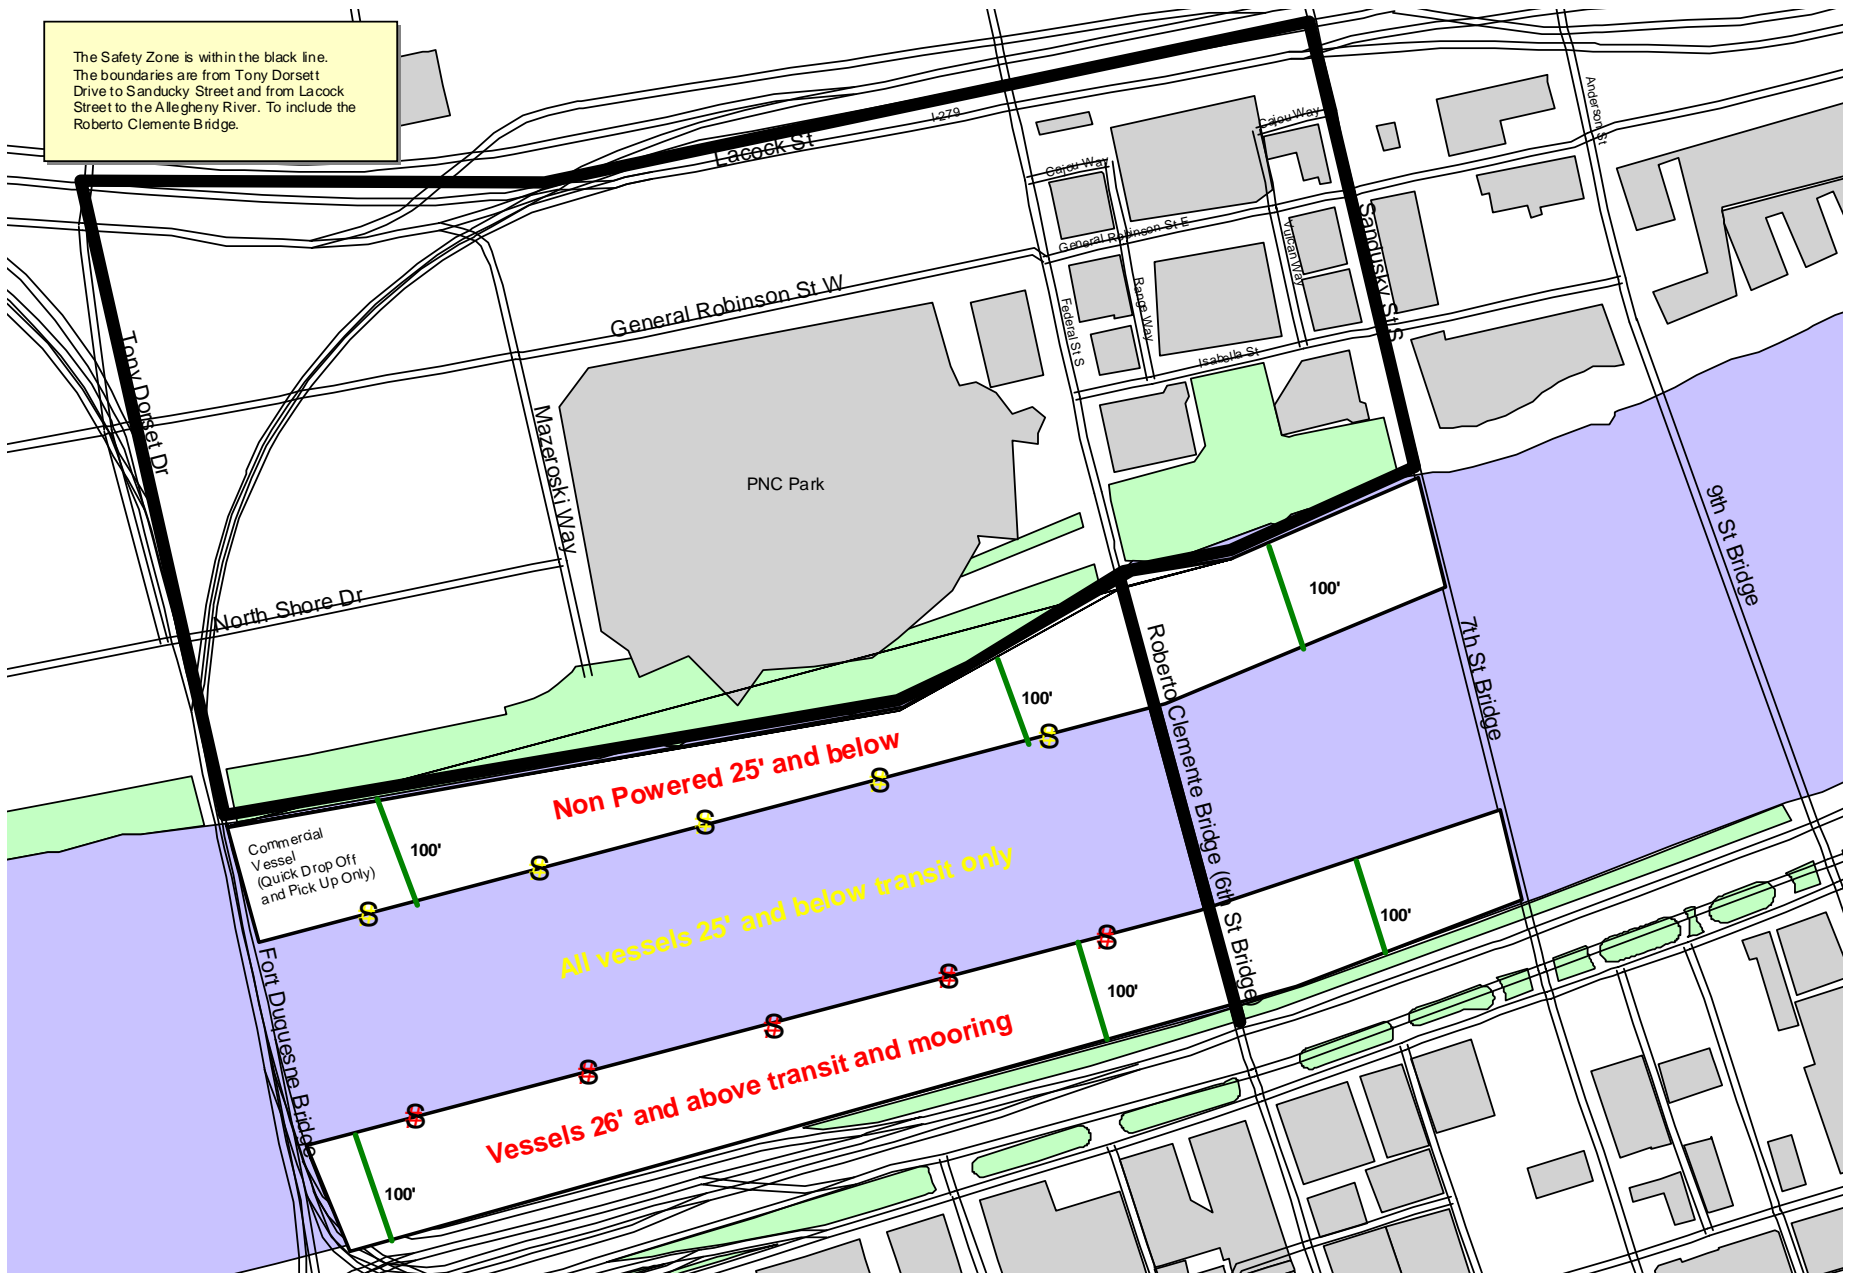 The Safety Zone is within the black line.
The boundaries are from Tony Dorsett
Drive to Sanducky Street and from Lacock
Street to the Allegheny River. To include the
Roberto Clemente Bridge.
I-279
Lacock St
Cajou Way
Cajou Way
Anderson St
General Robinson St E
Vulcan Way
Sandusky St S
General Robinson St W
Federal St S
Range Way
Isabella St
Tony Dorset Dr
Mazeroski Way
PNC Park
9th St Bridge
North Shore Dr
100'
7th St Bridge
Roberto Clemente Bridge (6th St Bridge)
100'
Non Powered 25' and below
S
S
S
S
S
Commercial
Vessel
(Quick Drop Off
and Pick Up Only)
100'
All vessels 25' and below transit only
100'
S
S
S
S
S
100'
Fort Duquesne Bridge
Vessels 26' and above transit and mooring
100'